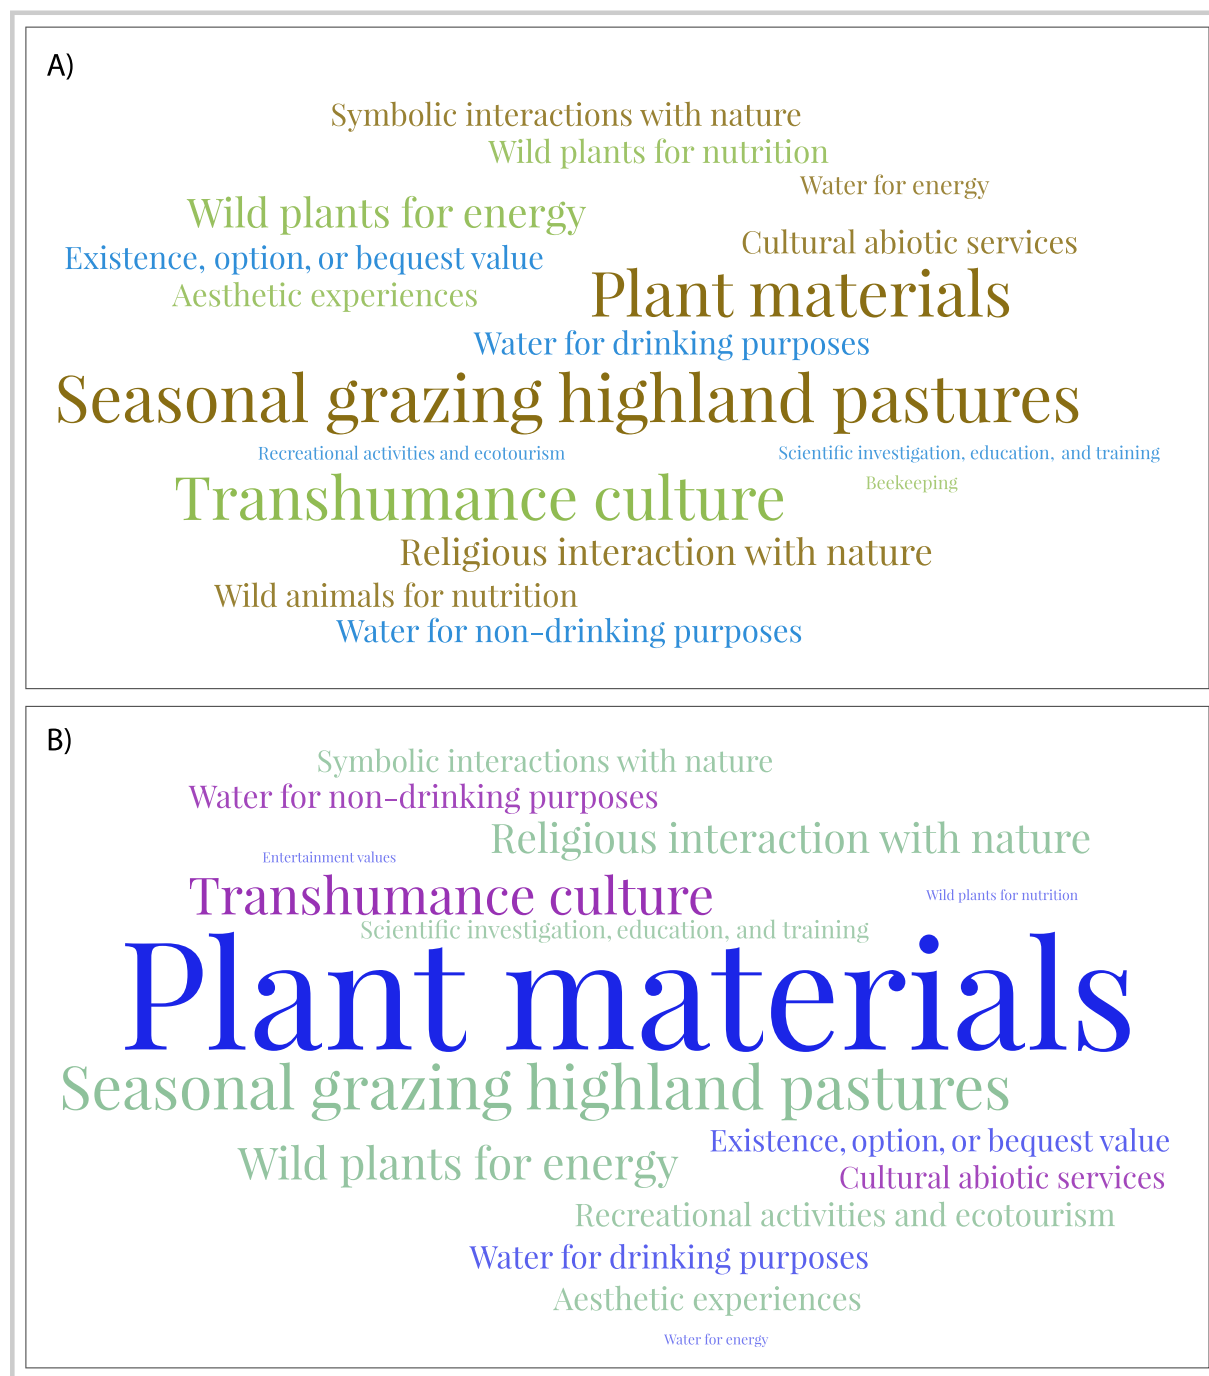 A)
Symbolic interactions with nature
Wild plants for nutrition
Water for energy
Wild plants for energy
Cultural abiotic services
Existence, option, or bequest value
Aesthetic experiences
Plant materials
Water for drinking purposes
Seasonal grazing highland pastures
Recreational activities and ecotourism
Scientific investigation, education, and training
Beekeeping
Transhumance culture
Religious interaction with nature
Wild animals for nutrition
Water for non-drinking purposes
B)
Symbolic interactions with nature
Water for non-drinking purposes
Religious interaction with nature
Entertainment values
Transhumance culture
Wild plants for nutrition
Scientific investigation, education, and training
Plant materials
Seasonal grazing highland pastures
Existence, option, or bequest value
Wild plants for energy
Cultural abiotic services
Recreational activities and ecotourism
Water for drinking purposes
Aesthetic experiences
Water for energy